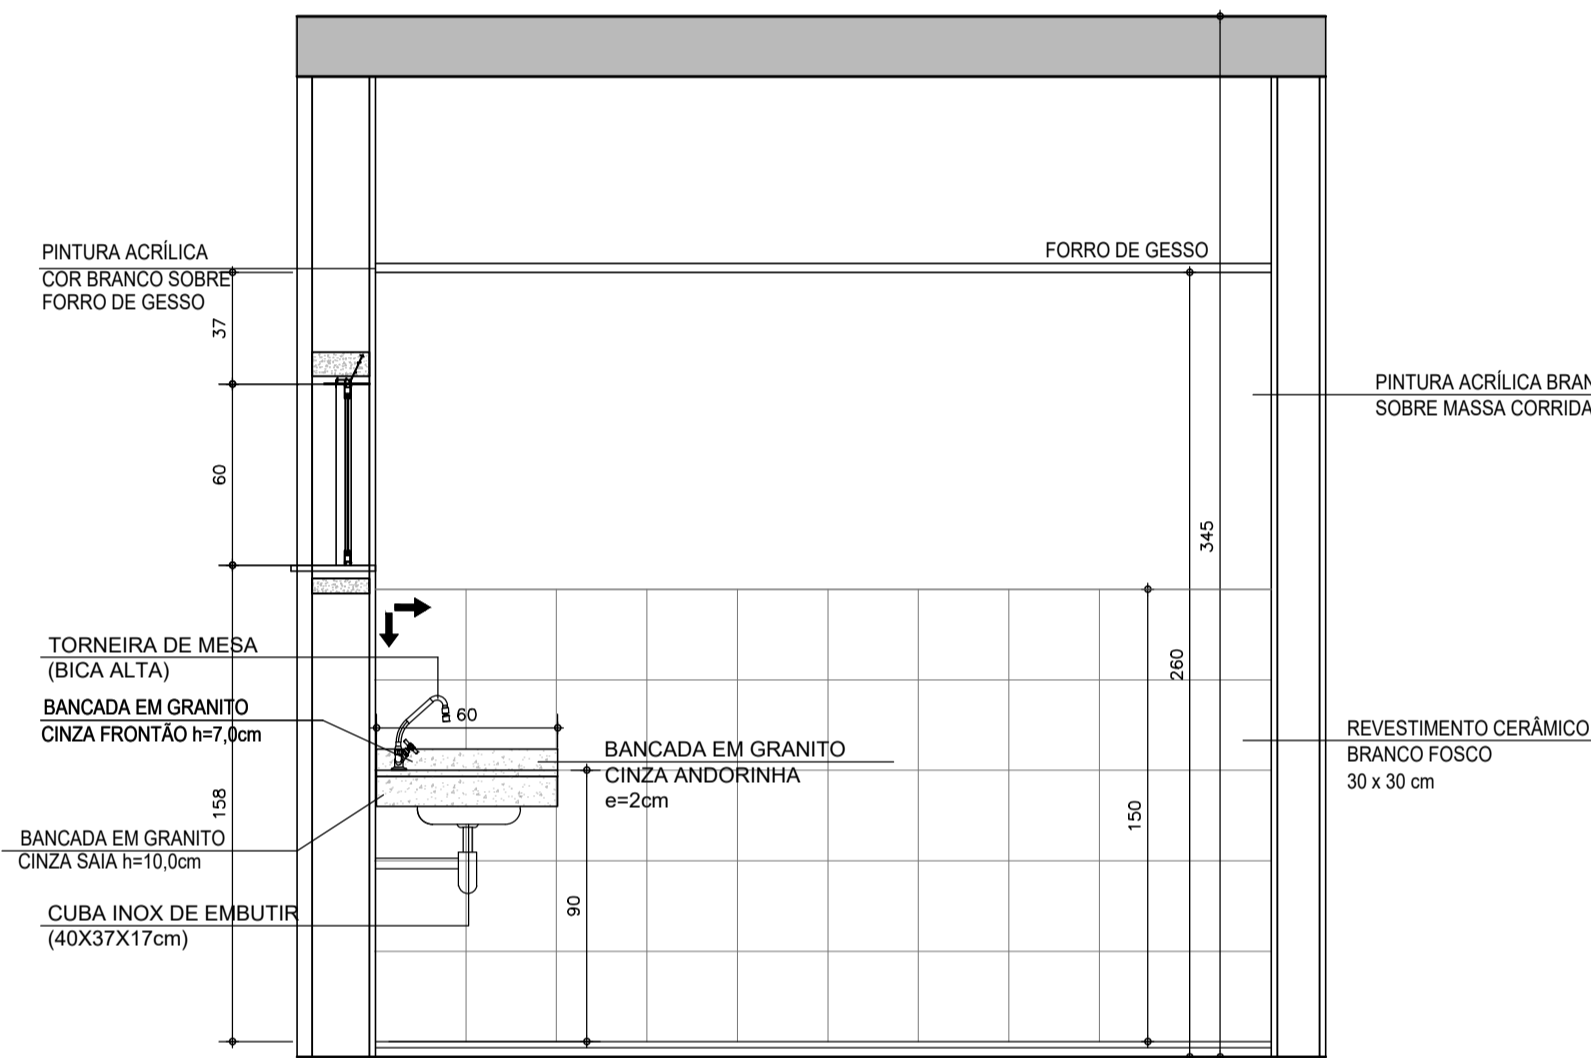 PINTURA ACRÍLICA
COR BRANCO SOBRE
FORRO DE GESSO
FORRO DE GESSO
37
PINTURA ACRÍLICA BRAN
SOBRE MASSA CORRIDA
60
345
260
TORNEIRA DE MESA
(BICA ALTA)
BANCADA EM GRANITO
CINZA FRONTÃO h=7,0cm
60
BANCADA EM GRANITO
CINZA ANDORINHA
e=2cm
REVESTIMENTO CERÂMICO
BRANCO FOSCO
30 x 30 cm
158
150
BANCADA EM GRANITO
CINZA SAIA h=10,0cm
90
CUBA INOX DE EMBUTIR
(40X37X17cm)